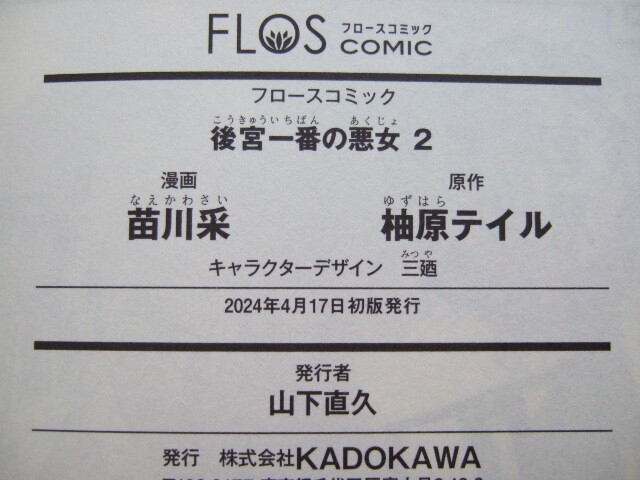 FLOS フロースコミック COMIC
フロースコミック
こうきゅういちばん あくじょ
後宮一番の悪女 2
漫画 原作
なえかわさい ゆずはら
苗川采 柚原テイル
みつや
キャラクターデザイン 三廼
2024年4月17日初版発行
発行者
山下直久
発行 株式会社KADOKAWA